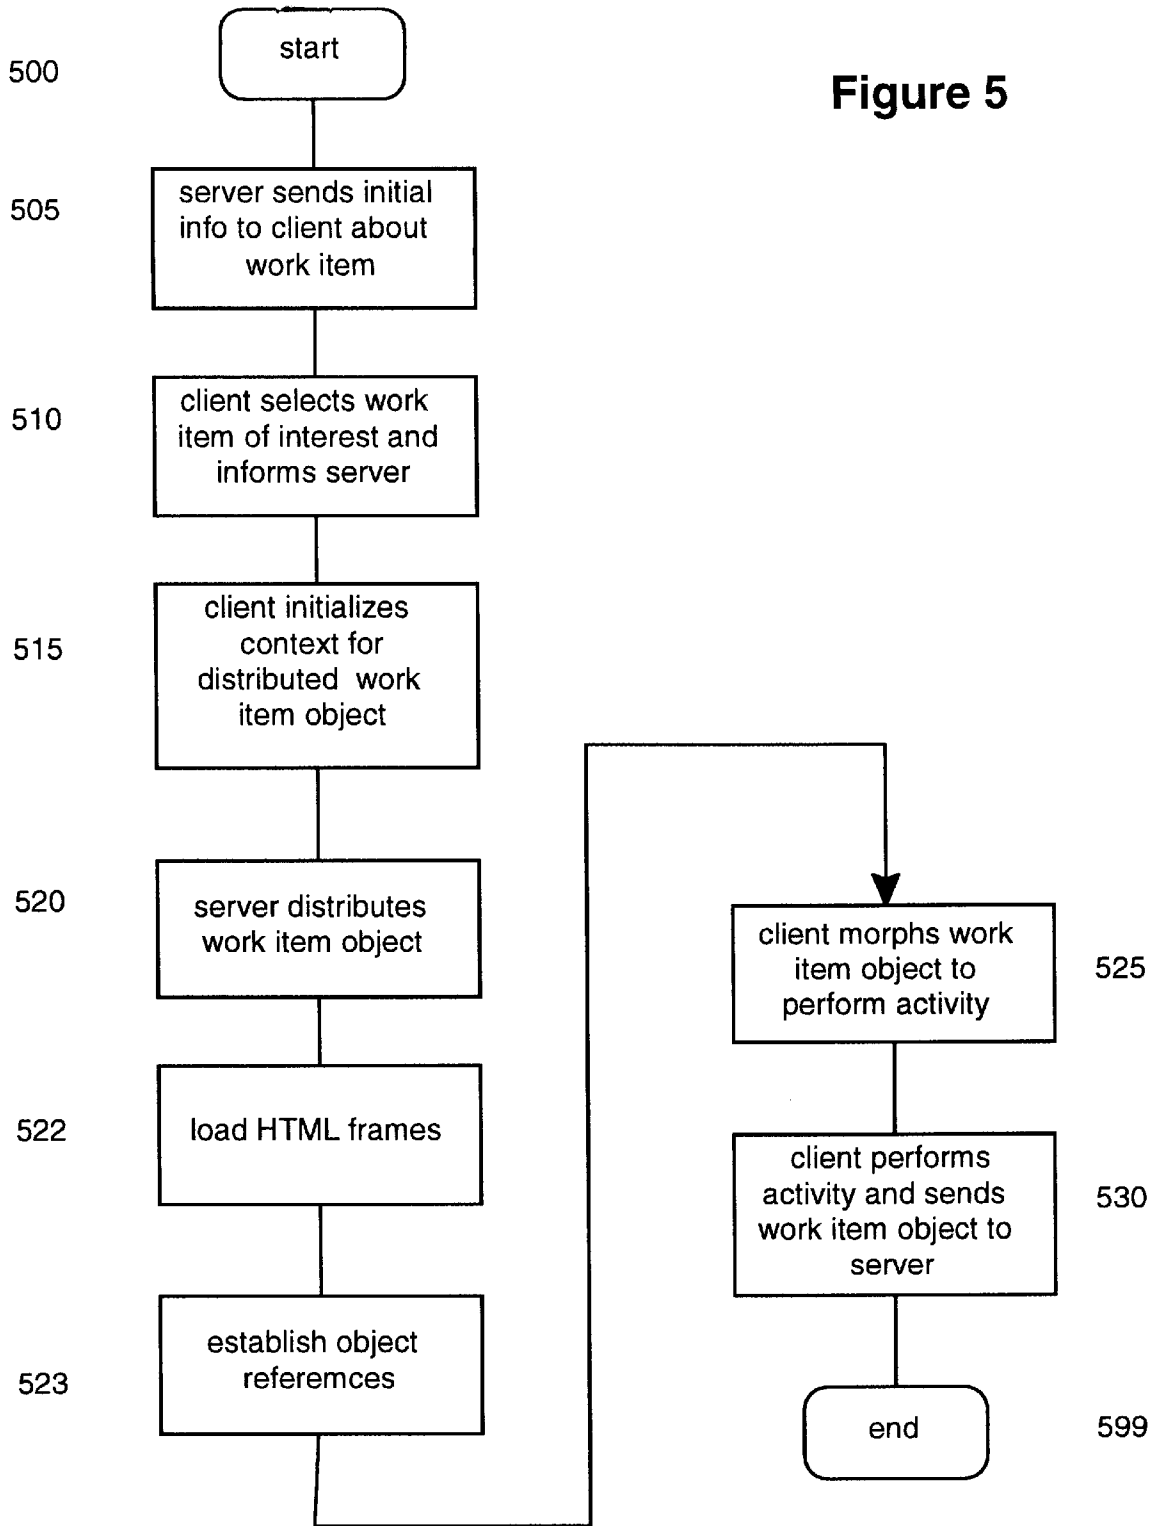 Figure 5
500
start
505
server sends initial
info to client about
work item
510
client selects work
item of interest and
informs server
515
client initializes
context for
distributed work
item object
520
server distributes
work item object
522
load HTML frames
523
establish object
referemces
client morphs work
item object to
perform activity
525
client performs
activity and sends
work item object to
server
530
end
599